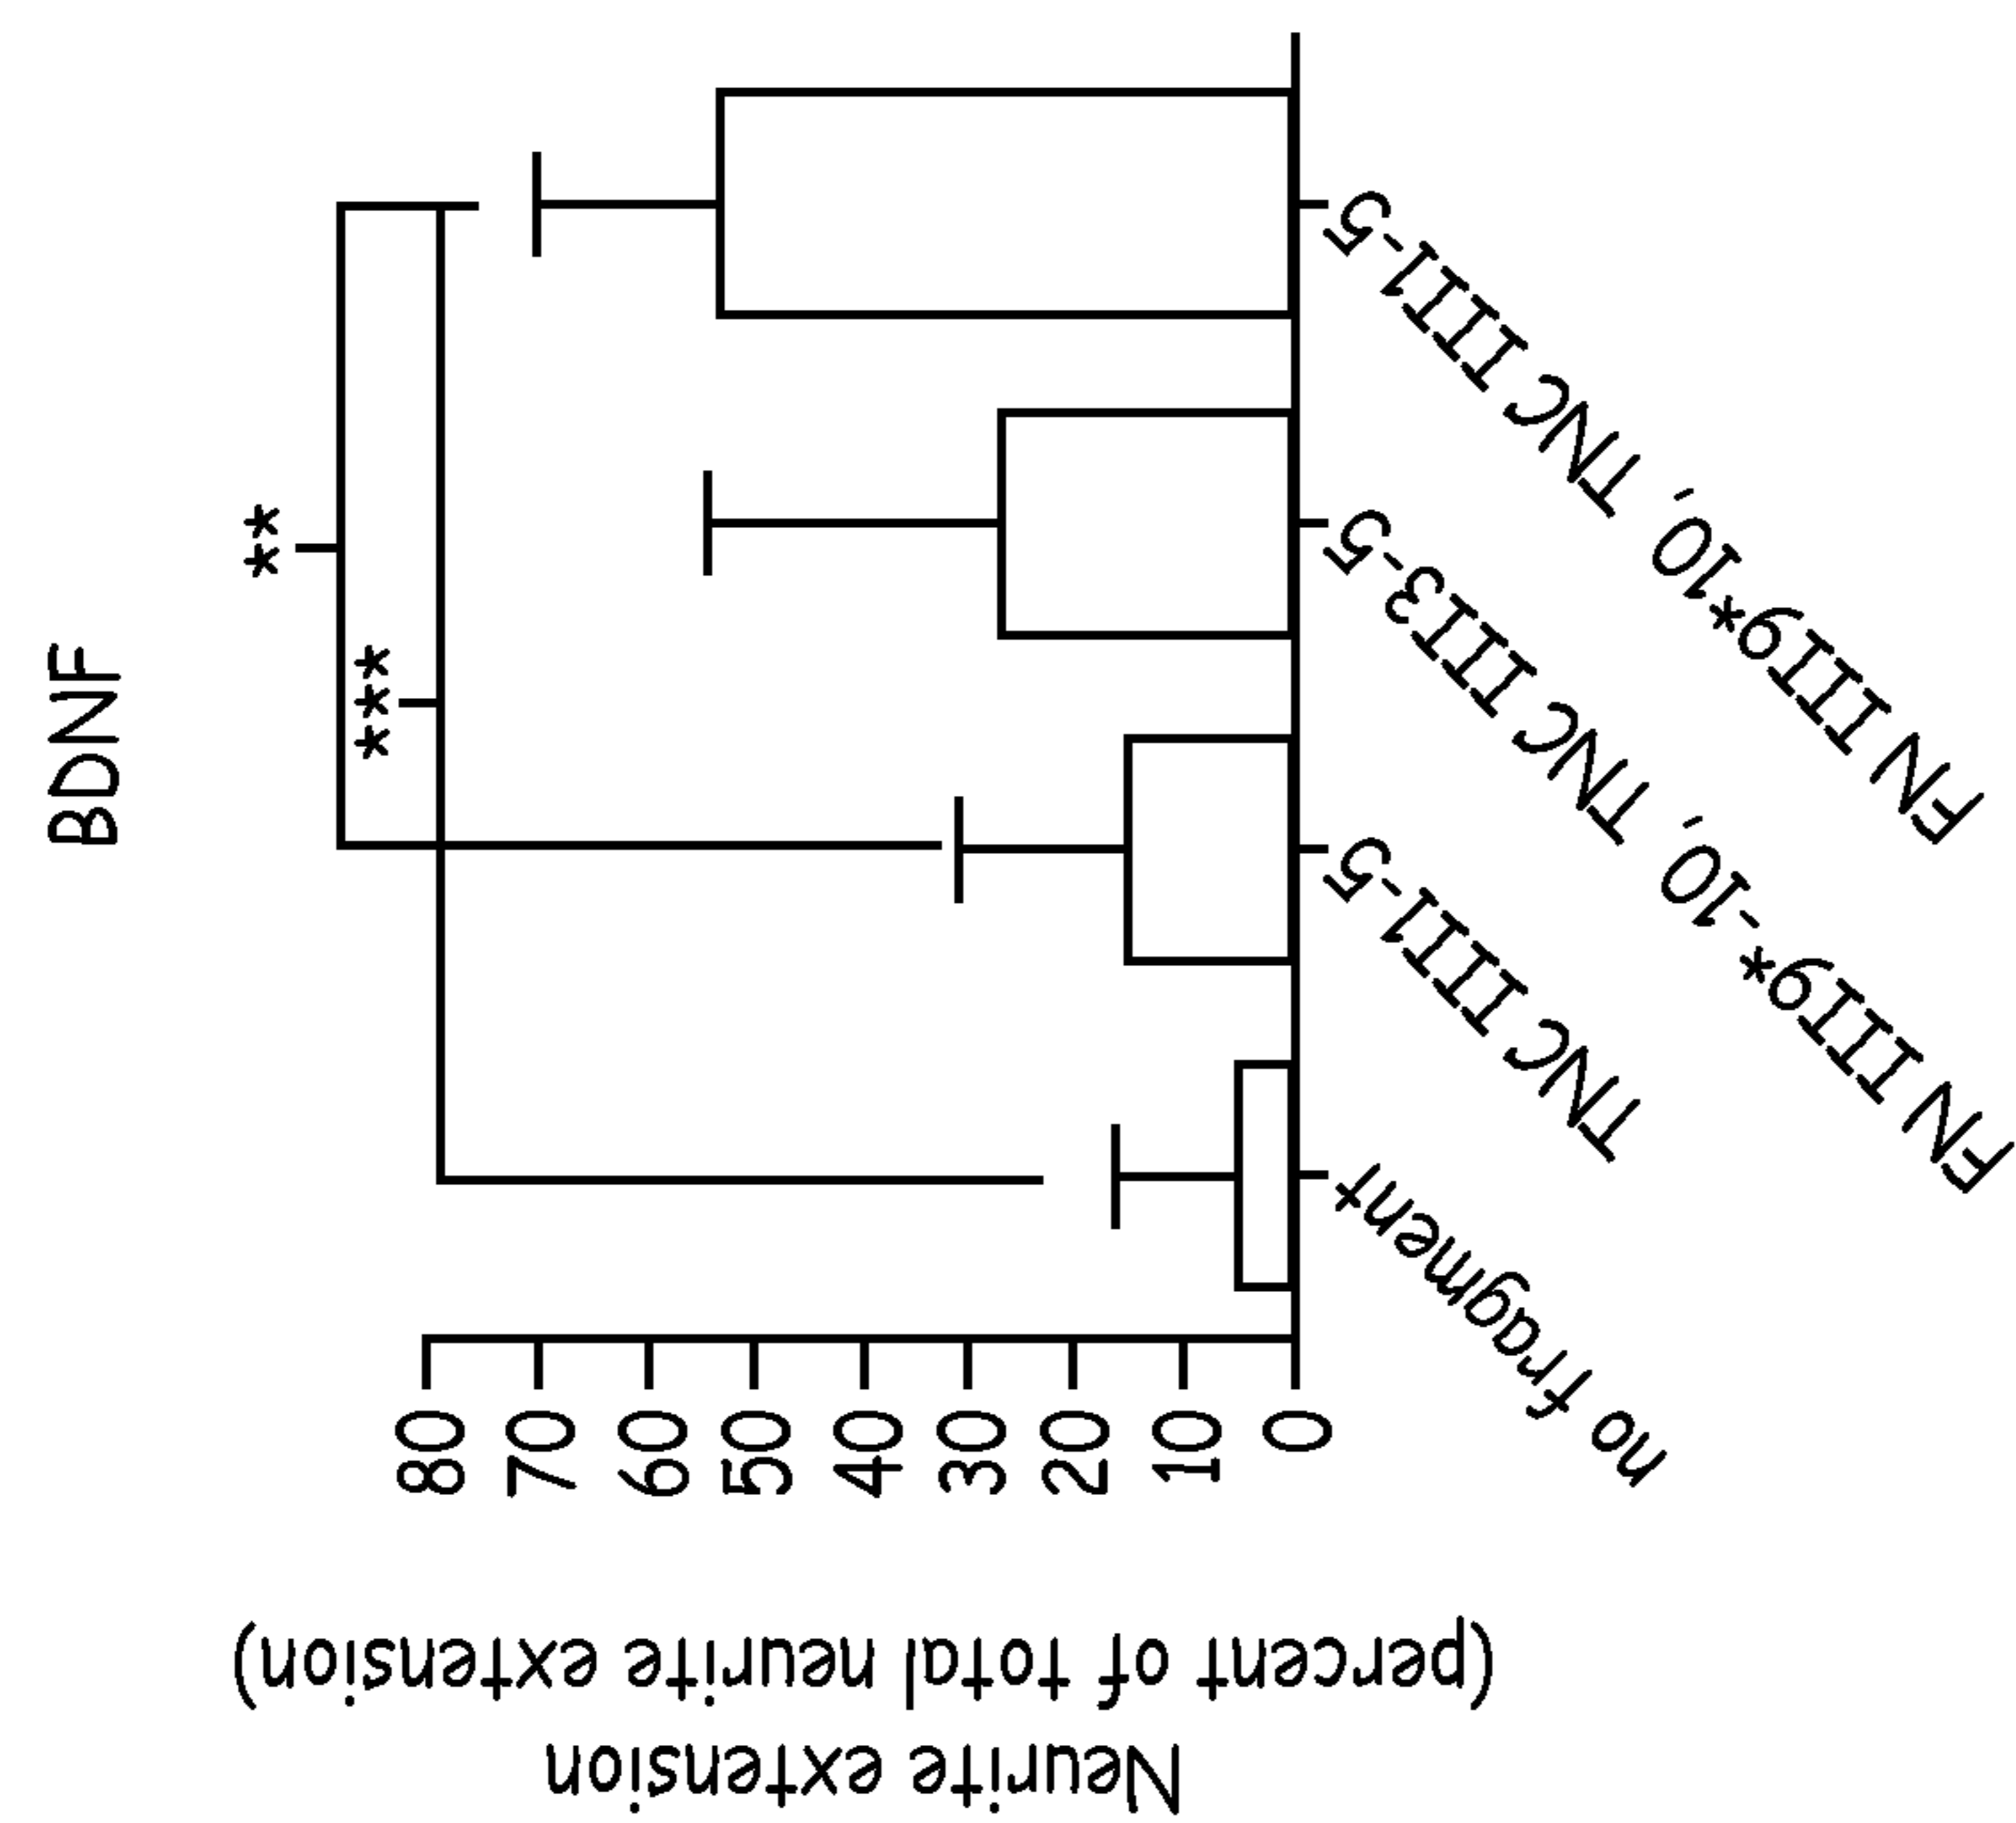 BDNF
**
***
Neurite extension
(percent of total neurite extension)
80
70
60
50
40
30
20
10
0
no fragment
TNC III1-5
FN III9*-10, TNC III3-5
FN III9*10, TNC III1-5